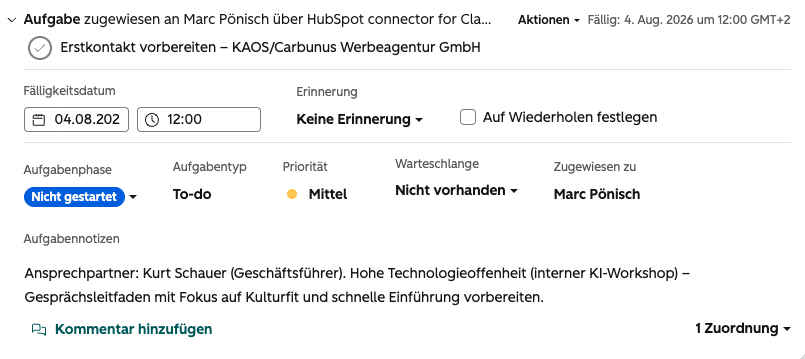 Aufgabe zugewiesen an Marc Pönisch über HubSpot connector for Cla... Aktionen Fällig: 4. Aug. 2026 um 12:00 GMT+2
Erstkontakt vorbereiten – KAOS/Carbunus Werbeagentur GmbH
Fälligkeitsdatum Erinnerung
04.08.202 12:00 Keine Erinnerung Auf Wiederholen festlegen
Aufgabenphase Aufgabentyp Priorität Warteschlange Zugewiesen zu
Nicht gestartet To-do Mittel Nicht vorhanden Marc Pönisch
Aufgabennotizen
Ansprechpartner: Kurt Schauer (Geschäftsführer). Hohe Technologieoffenheit (interner KI-Workshop) –
Gesprächsleitfaden mit Fokus auf Kulturfit und schnelle Einführung vorbereiten.
Kommentar hinzufügen 1 Zuordnung